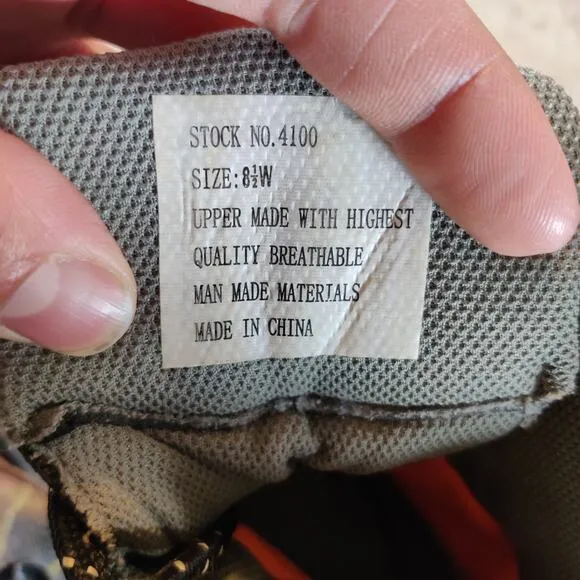 STOCK NO.4100
SIZE:8½W
UPPER MADE WITH HIGHEST
QUALITY BREATHABLE
MAN MADE MATERIALS
MADE IN CHINA